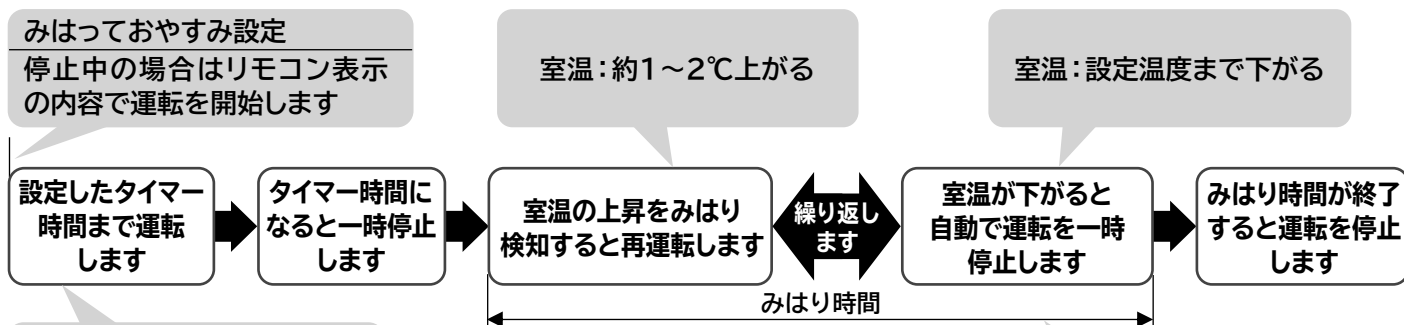 みはっておやすみ設定
停止中の場合はリモコン表示
の内容で運転を開始します
室温：約1～2℃上がる
室温：設定温度まで下がる
設定したタイマー
時間まで運転
します
タイマー時間に
なると一時停止
します
室温の上昇をみはり
検知すると再運転します
繰り返し
ます
室温が下がると
自動で運転を一時
停止します
みはり時間が終了
すると運転を停止
します
みはり時間